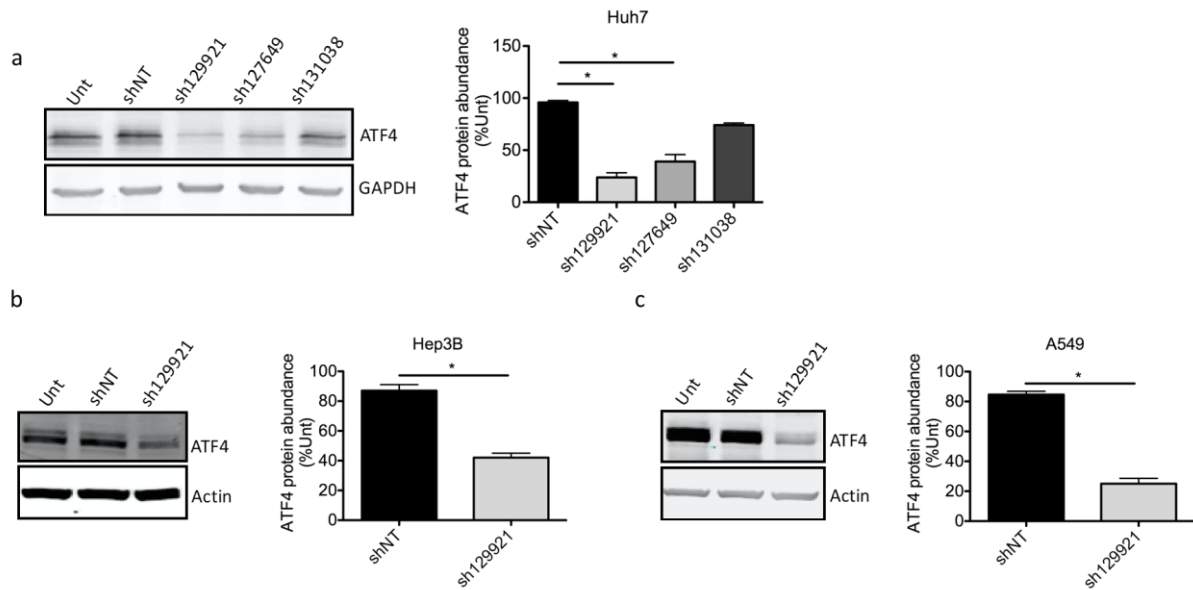 a
Unt
shNT
sh129921
sh127649
sh131038
ATF4
GAPDH
Huh7
ATF4 protein abundance
(%Unt)
150
100
50
0
*
*
shNT
sh129921
sh127649
sh131038
b
Unt
shNT
sh129921
ATF4
Actin
Hep3B
ATF4 protein abundance
(%Unt)
100
80
60
40
20
0
*
shNT
sh129921
c
Unt
shNT
sh129921
ATF4
Actin
A549
ATF4 protein abundance
(%Unt)
100
80
60
40
20
0
*
shNT
sh129921